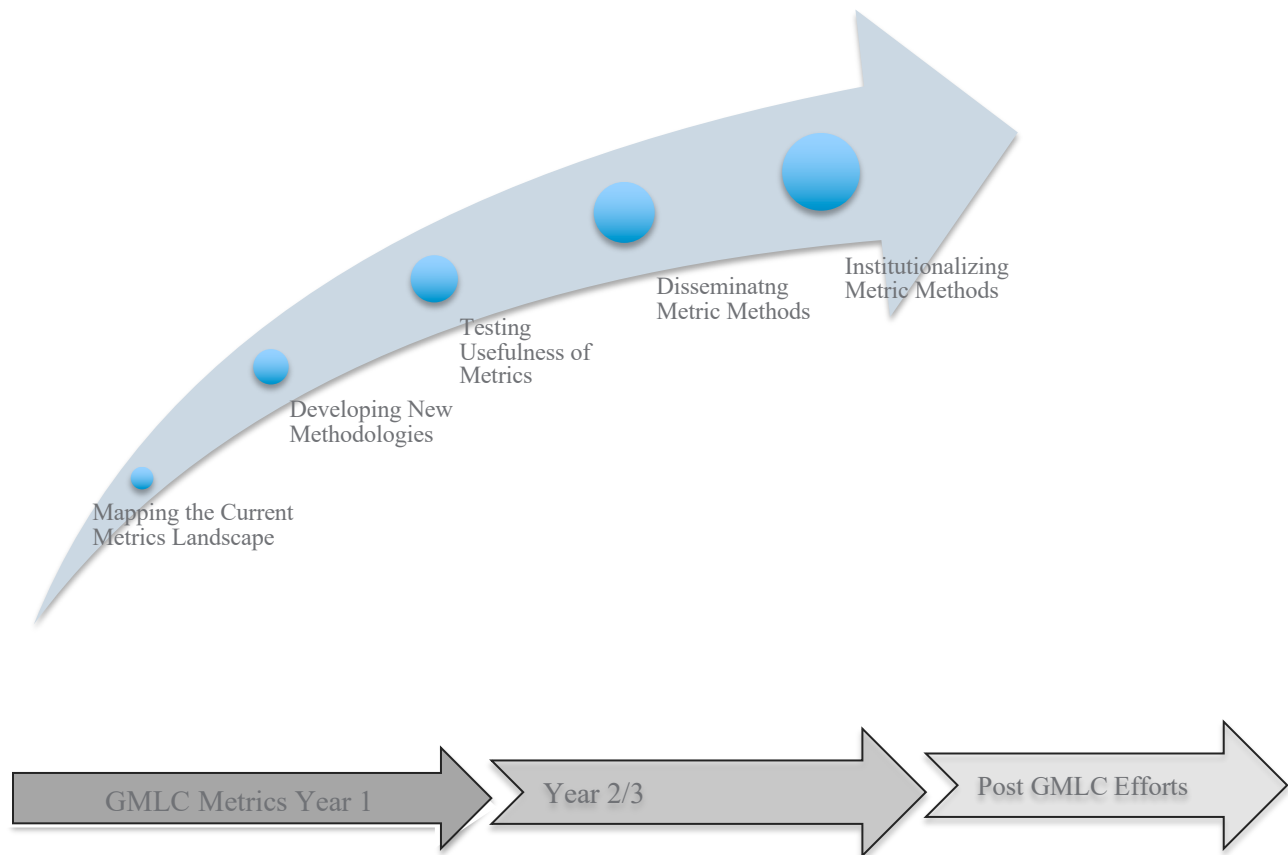 Institutionalizing
Metric Methods
Disseminatng
Metric Methods
Testing
Usefulness of
Metrics
Developing New
Methodologies
Mapping the Current
Metrics Landscape
GMLC Metrics Year 1
Year 2/3
Post GMLC Efforts